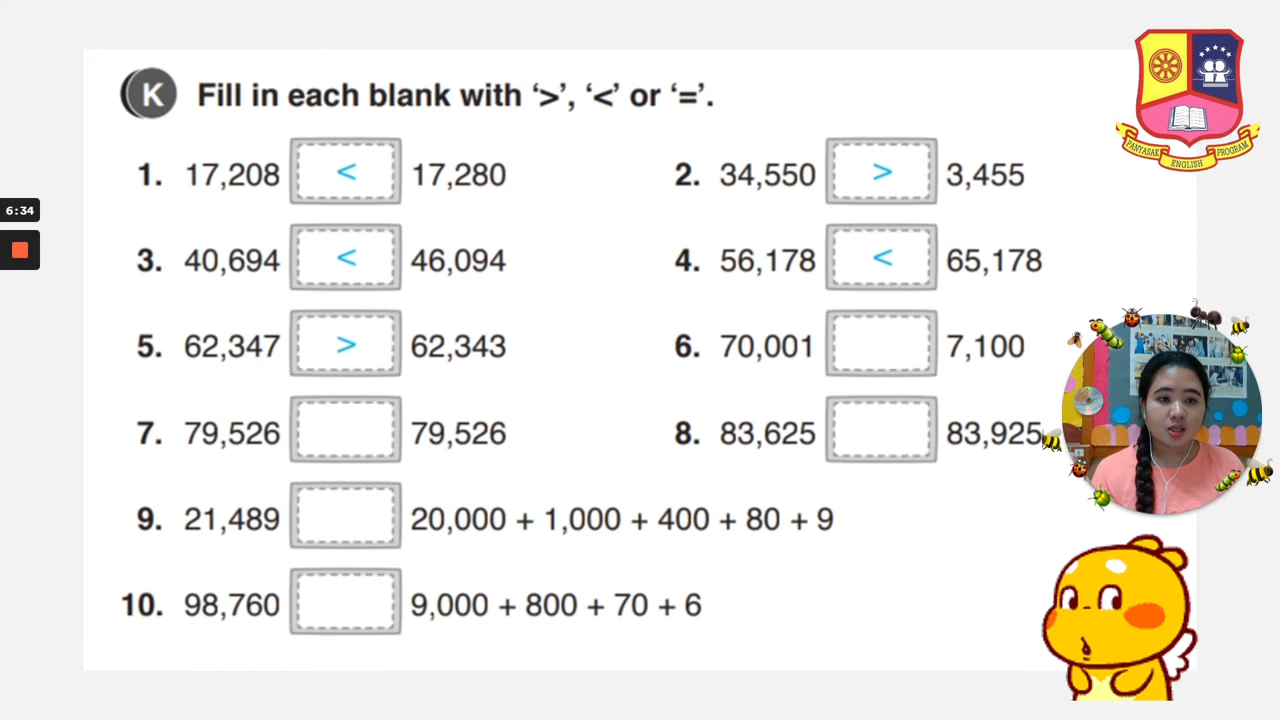 K Fill in each blank with ‘>’, ‘<’ or ‘=’.
1. 17,208 < 17,280
2. 34,550 > 3,455
3. 40,694 < 46,094
4. 56,178 < 65,178
5. 62,347 > 62,343
6. 70,001 7,100
7. 79,526 79,526
8. 83,625 83,925
9. 21,489 20,000 + 1,000 + 400 + 80 + 9
10. 98,760 9,000 + 800 + 70 + 6
6:34
PANYASAK ENGLISH PROGRAM